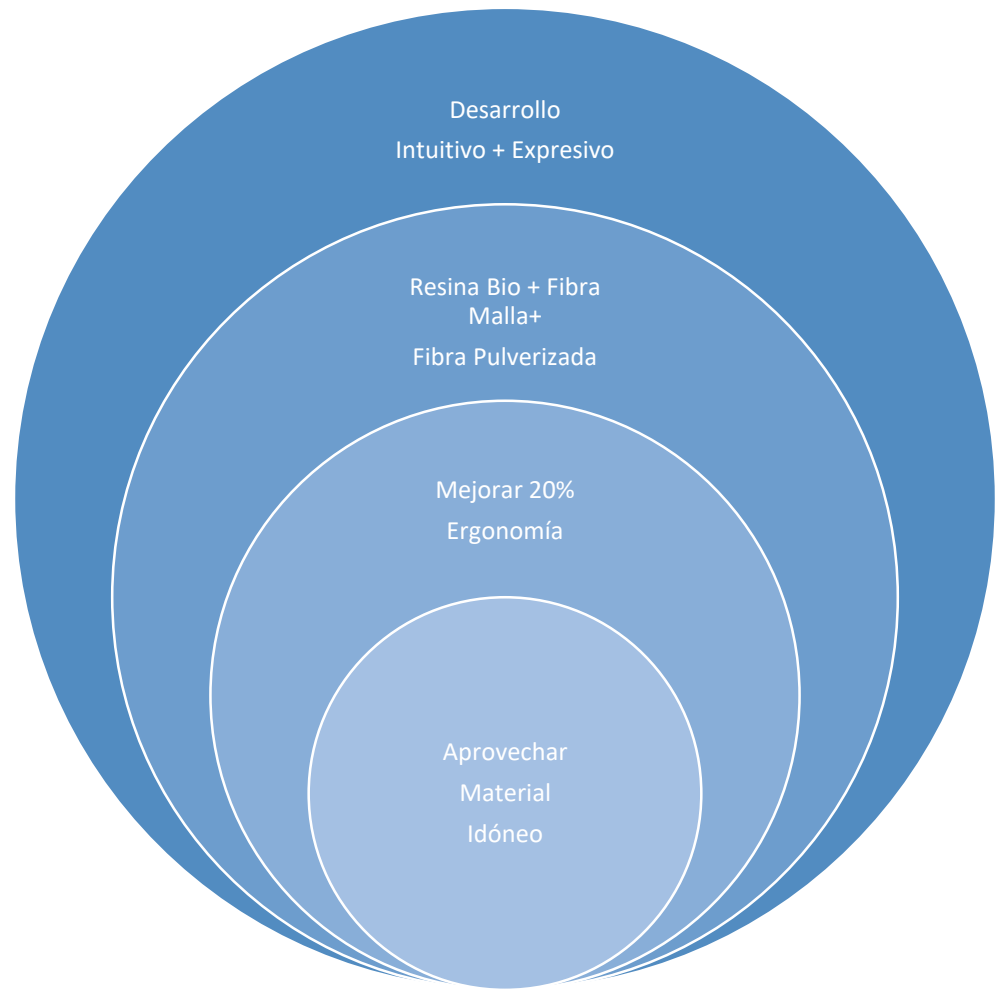 Desarrollo
Intuitivo + Expresivo
Resina Bio + Fibra
Malla+
Fibra Pulverizada
Mejorar 20%
Ergonomía
Aprovechar
Material
Idóneo